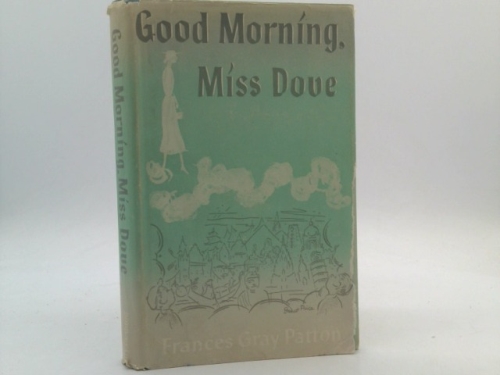 Good Morning.
Miss Dove
Frances Gray Patton
Good Morning Miss Dove